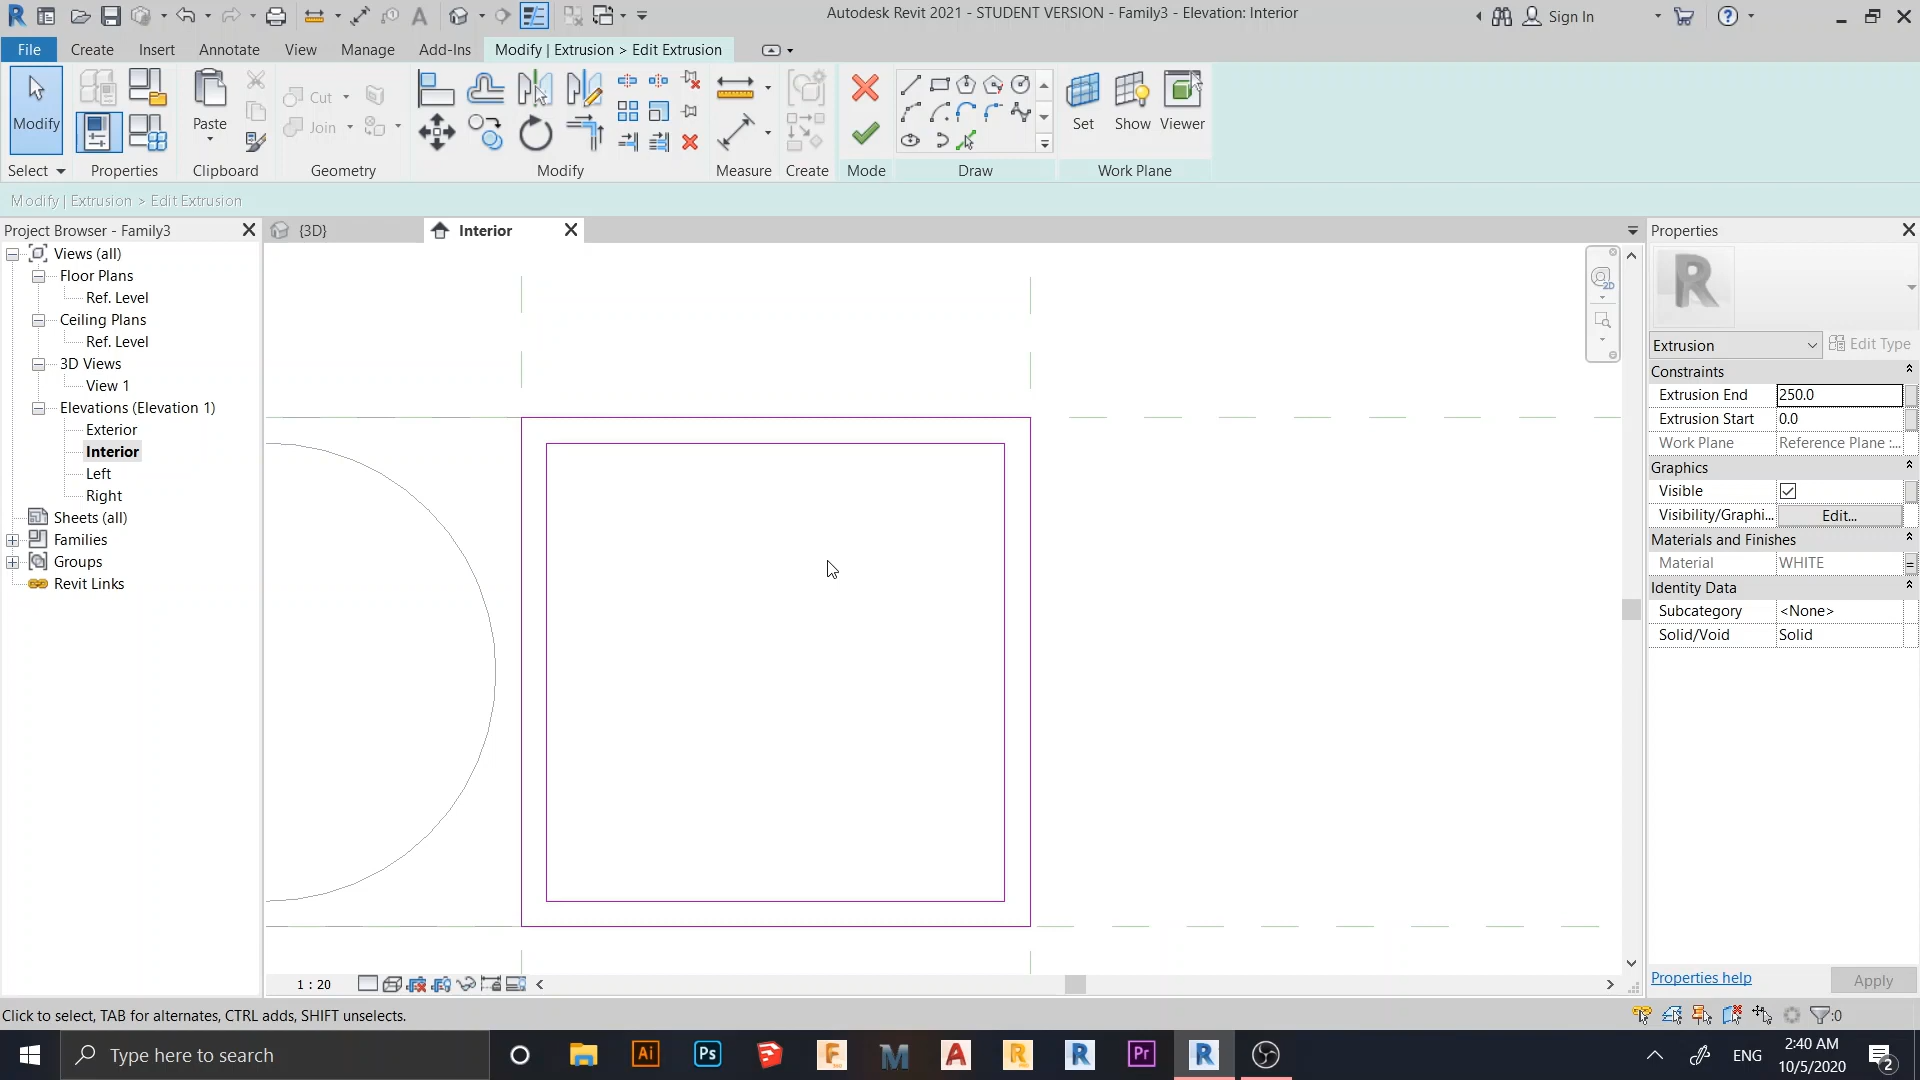 Autodesk Revit 2021 - STUDENT VERSION - Family3 - Elevation: Interior
Sign In
File Create Insert Annotate View Manage Add-Ins Modify | Extrusion > Edit Extrusion
Modify
Paste
Cut
Join
Set Show Viewer
Select Properties Clipboard Geometry Modify Measure Create Mode Draw Work Plane
Modify | Extrusion > Edit Extrusion
Project Browser - Family3
{3D}
Interior
Properties
Views (all)
Floor Plans
Ref. Level
Ceiling Plans
Ref. Level
3D Views
View 1
Elevations (Elevation 1)
Exterior
Interior
Left
Right
Sheets (all)
Families
Groups
Revit Links
2D
Extrusion
Edit Type
Constraints
Extrusion End 250.0
Extrusion Start 0.0
Work Plane Reference Plane :...
Graphics
Visible
Visibility/Graphi... Edit...
Materials and Finishes
Material WHITE
=
Identity Data
Subcategory <None>
Solid/Void Solid
Properties help
Apply
1 : 20
Click to select, TAB for alternates, CTRL adds, SHIFT unselects.
:0
Type here to search
Ai
Ps
F
M
A
R
R
Pr
R
ENG
2:40 AM
10/5/2020
2